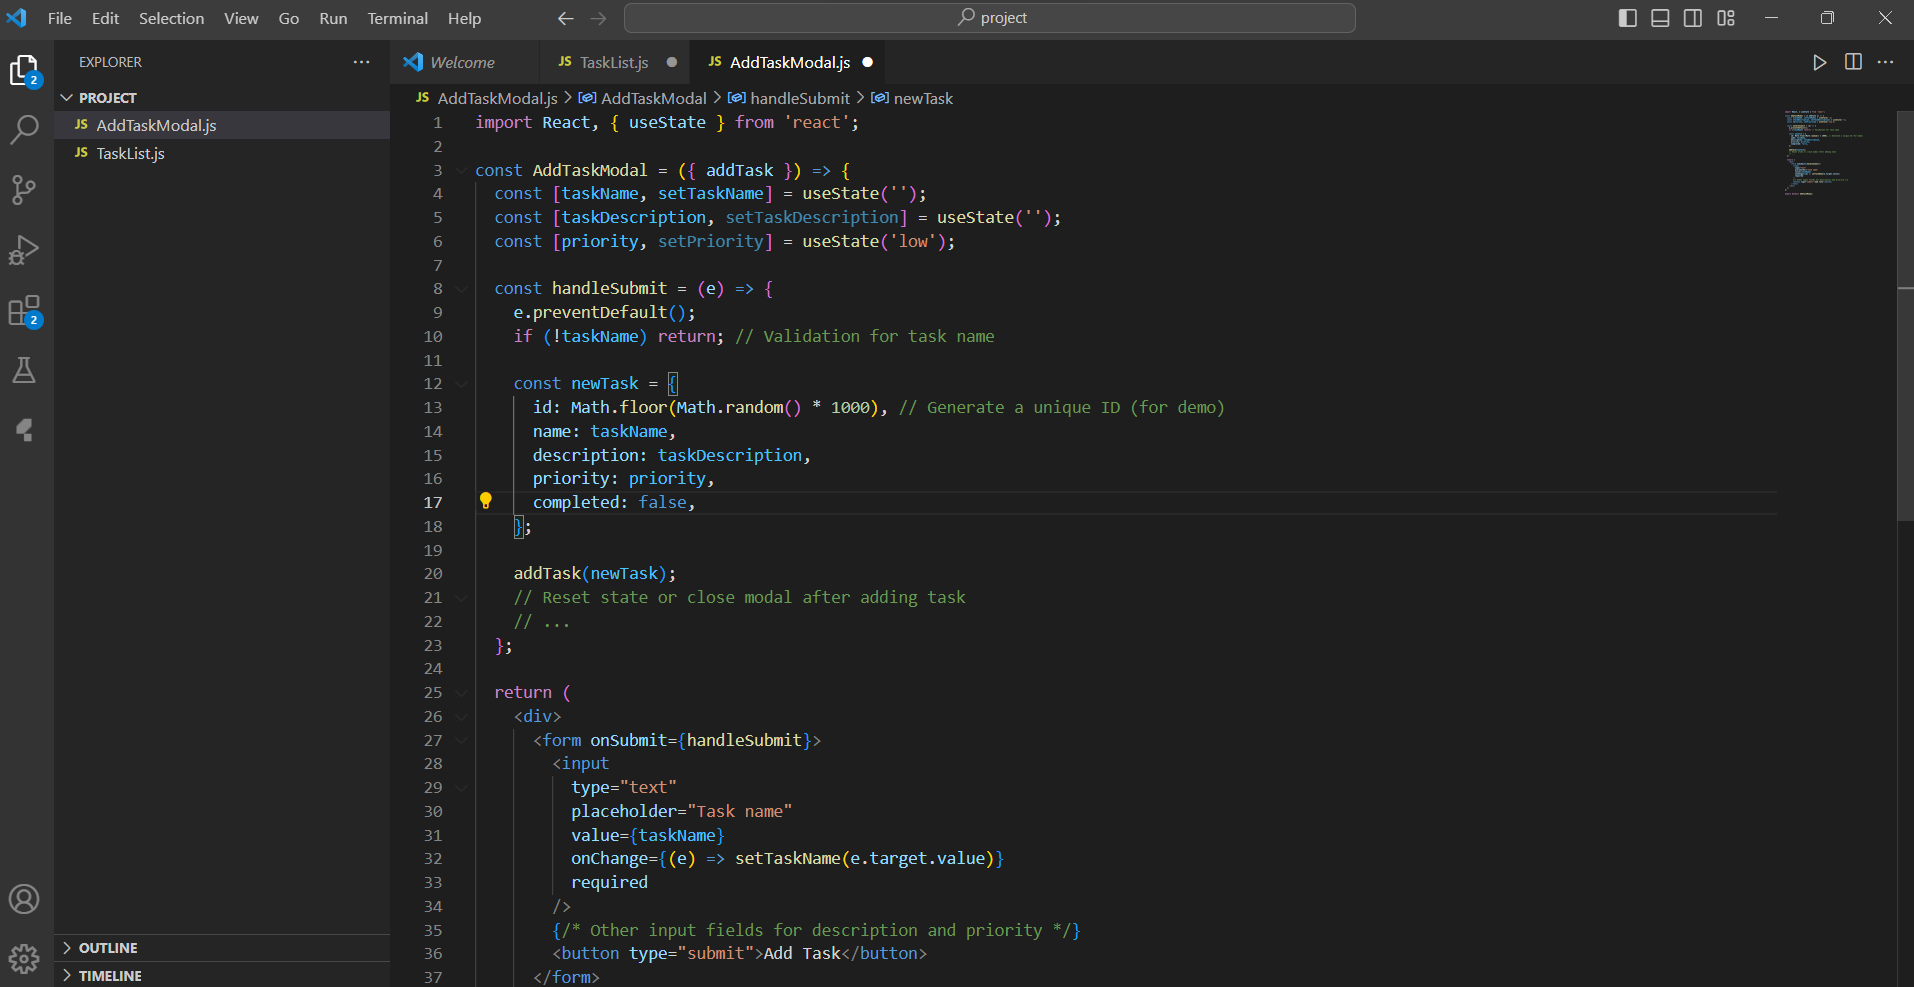 File Edit Selection View Go Run Terminal Help
project
EXPLORER
2
PROJECT
JS AddTaskModal.js
JS TaskList.js
2
OUTLINE
TIMELINE
Welcome
JS TaskList.js
JS AddTaskModal.js
JS AddTaskModal.js > AddTaskModal > handleSubmit > newTask
1 import React, { useState } from 'react';
2
3 const AddTaskModal = ({ addTask }) => {
4 const [taskName, setTaskName] = useState('');
5 const [taskDescription, setTaskDescription] = useState('');
6 const [priority, setPriority] = useState('low');
7
8 const handleSubmit = (e) => {
9 e.preventDefault();
10 if (!taskName) return; // Validation for task name
11
12 const newTask = {
13 id: Math.floor(Math.random() * 1000), // Generate a unique ID (for demo)
14 name: taskName,
15 description: taskDescription,
16 priority: priority,
17 completed: false,
18 };
19
20 addTask(newTask);
21 // Reset state or close modal after adding task
22 // ...
23 };
24
25 return (
26 <div>
27 <form onSubmit={handleSubmit}>
28 <input
29 type="text"
30 placeholder="Task name"
31 value={taskName}
32 onChange={(e) => setTaskName(e.target.value)}
33 required
34 />
35 {/* Other input fields for description and priority */}
36 <button type="submit">Add Task</button>
37 </form>